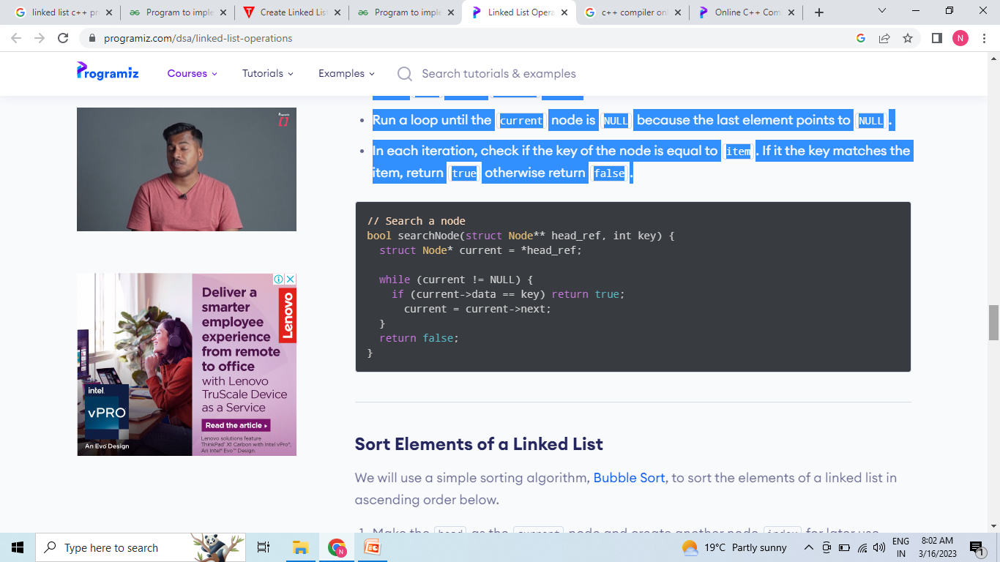 linked list c++ pr
Program to imple
Create Linked Lis
Program to imple
Linked List Opera
c++ compiler onl
Online C++ Com
programiz.com/dsa/linked-list-operations
N
Programiz
Courses
Tutorials
Examples
Search tutorials & examples
• Run a loop until the current node is NULL because the last element points to NULL .
• In each iteration, check if the key of the node is equal to item . If it the key matches the
item, return true otherwise return false .
// Search a node
bool searchNode(struct Node** head_ref, int key) {
struct Node* current = *head_ref;
while (current != NULL) {
if (current->data == key) return true;
current = current->next;
}
return false;
}
Deliver a
smarter
employee
experience
from remote
to office
with Lenovo
TruScale Device
as a Service
Read the article
Lenovo solutions feature
ThinkPad® X1 Carbon with Intel vPro®,
An Intel® Evo™ Design.
Lenovo
intel.
vPRO
An Evo Design
Sort Elements of a Linked List
We will use a simple sorting algorithm, Bubble Sort, to sort the elements of a linked list in
ascending order below.
1. Make the head as the current node and create another node index for later use.
Type here to search
19°C Partly sunny
ENG
IN
8:02 AM
3/16/2023
1